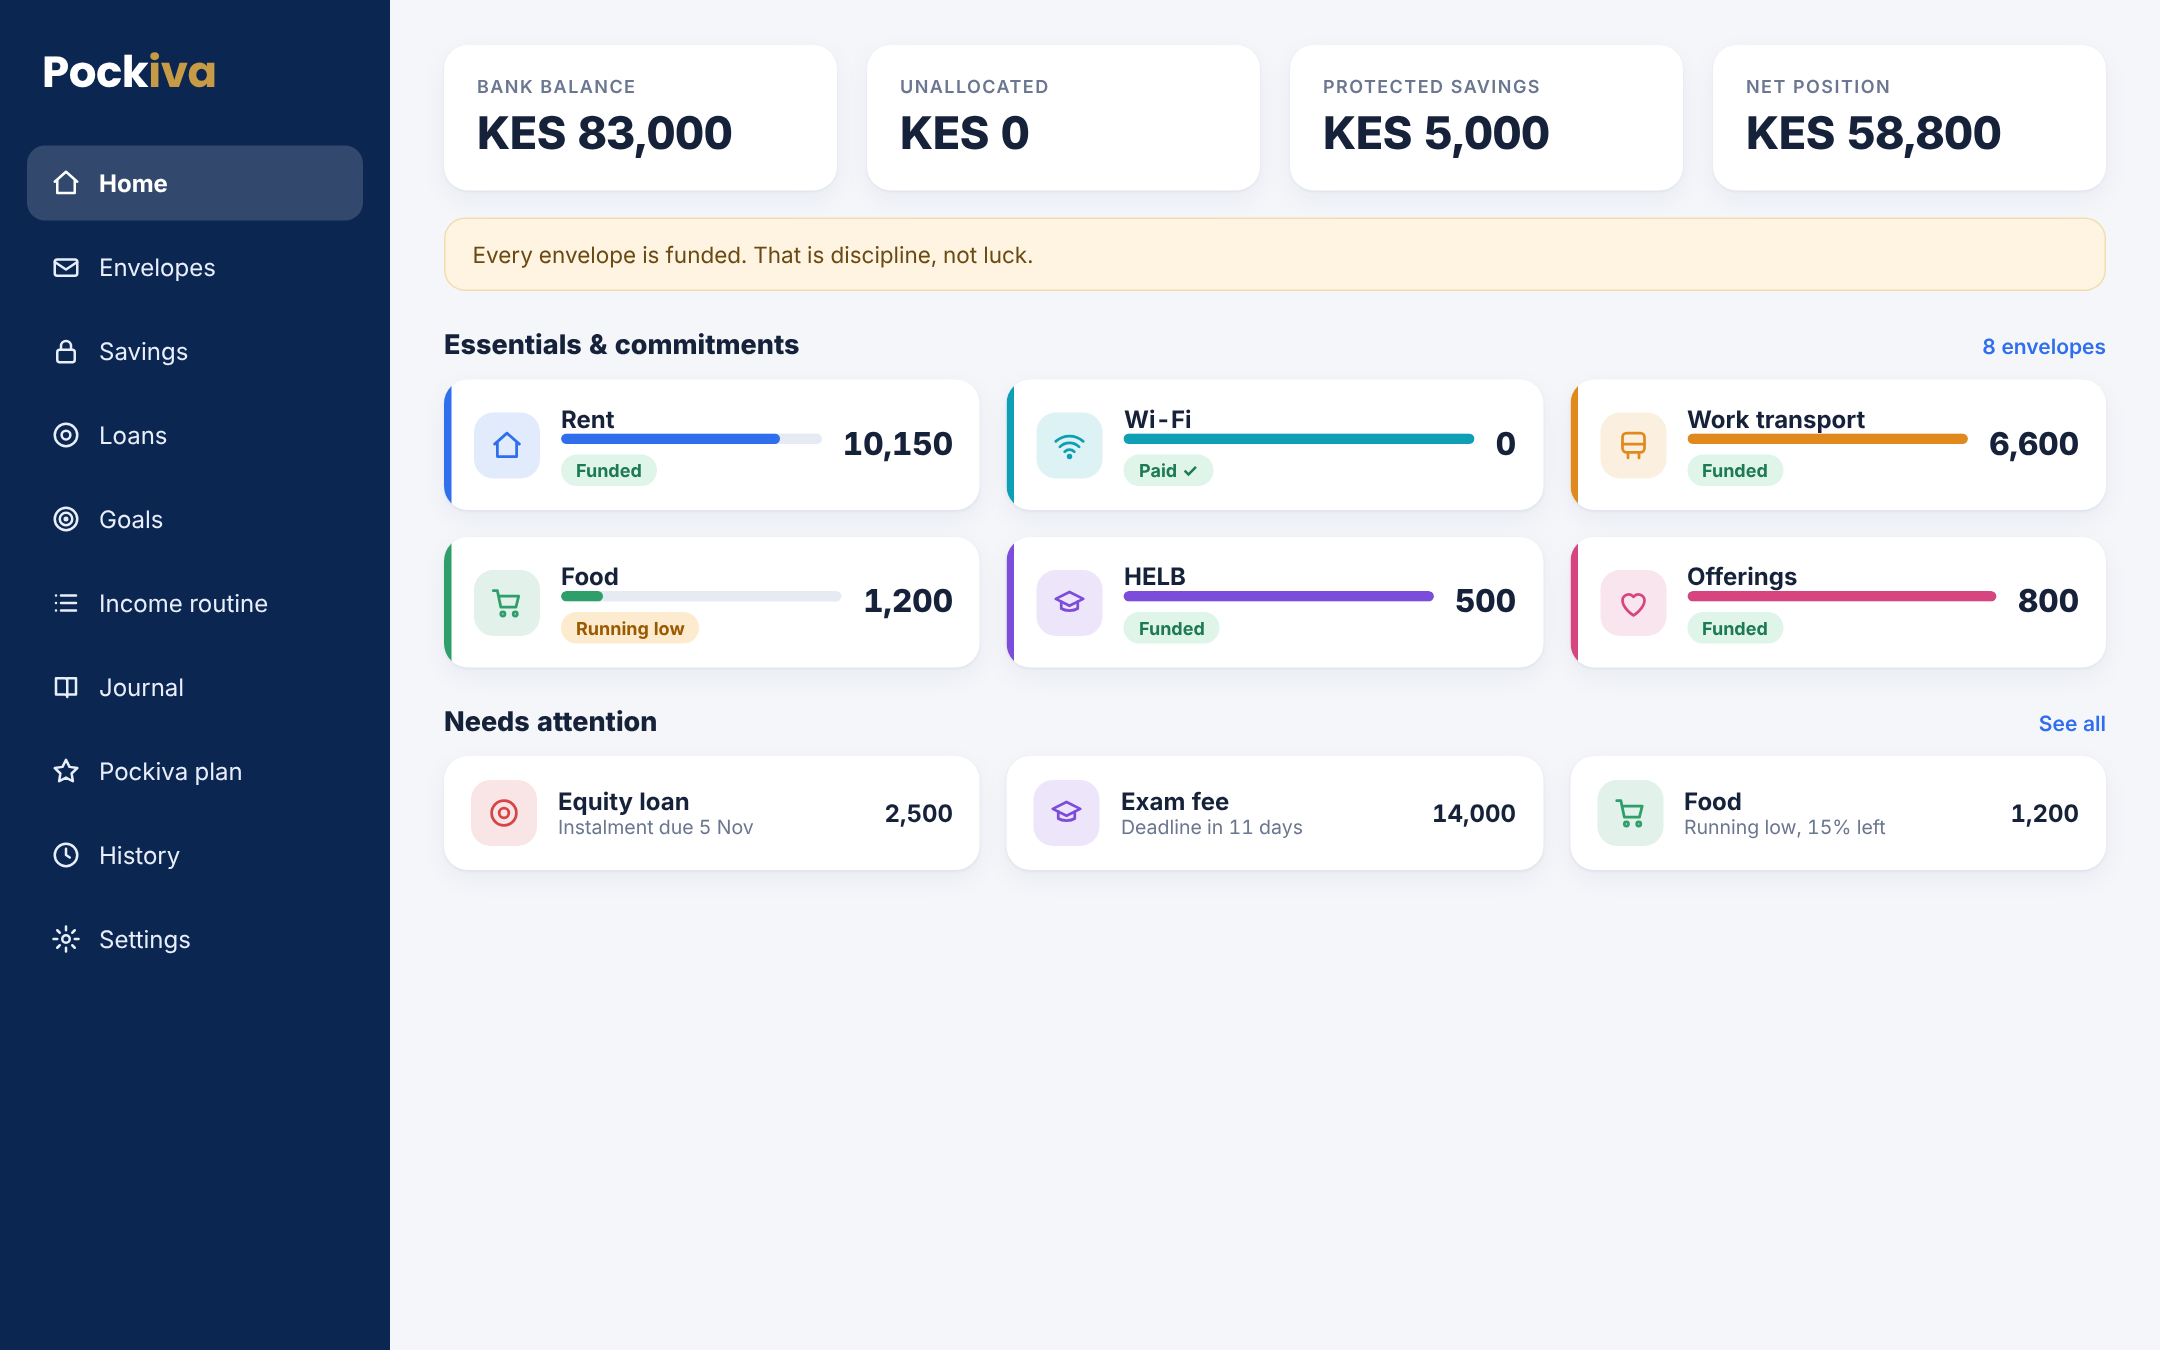 Pockiva
Home
Envelopes
Savings
Loans
Goals
Income routine
Journal
Pockiva plan
History
Settings
BANK BALANCE
KES 83,000
UNALLOCATED
KES 0
PROTECTED SAVINGS
KES 5,000
NET POSITION
KES 58,800
Every envelope is funded. That is discipline, not luck.
Essentials & commitments
8 envelopes
Rent
10,150
Funded
Wi-Fi
0
Paid ✓
Work transport
6,600
Funded
Food
1,200
Running low
HELB
500
Funded
Offerings
800
Funded
Needs attention
See all
Equity loan
Instalment due 5 Nov
2,500
Exam fee
Deadline in 11 days
14,000
Food
Running low, 15% left
1,200